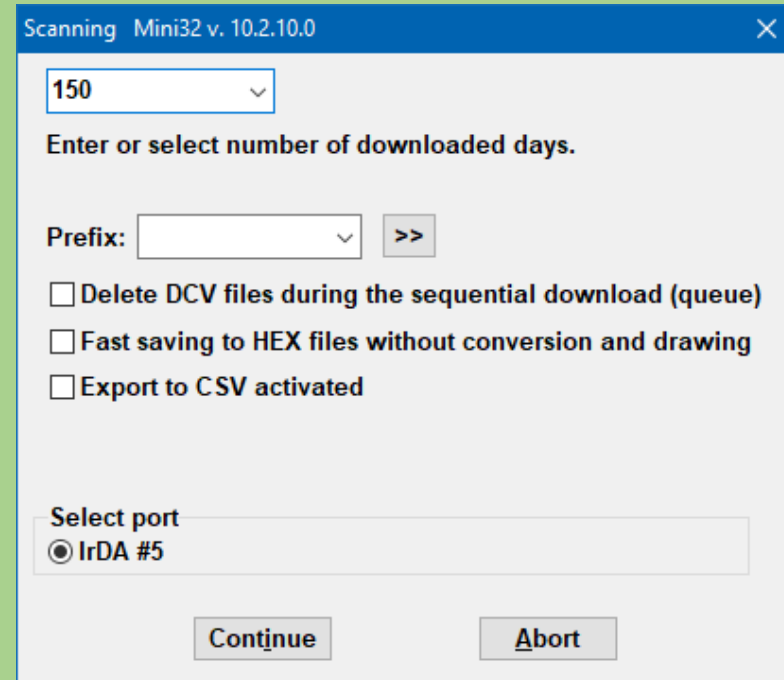 Scanning Mini32 v. 10.2.10.0
150
Enter or select number of downloaded days.
Prefix: >>
Delete DCV files during the sequential download (queue)
Fast saving to HEX files without conversion and drawing
Export to CSV activated
Select port
IrDA #5
Continue Abort